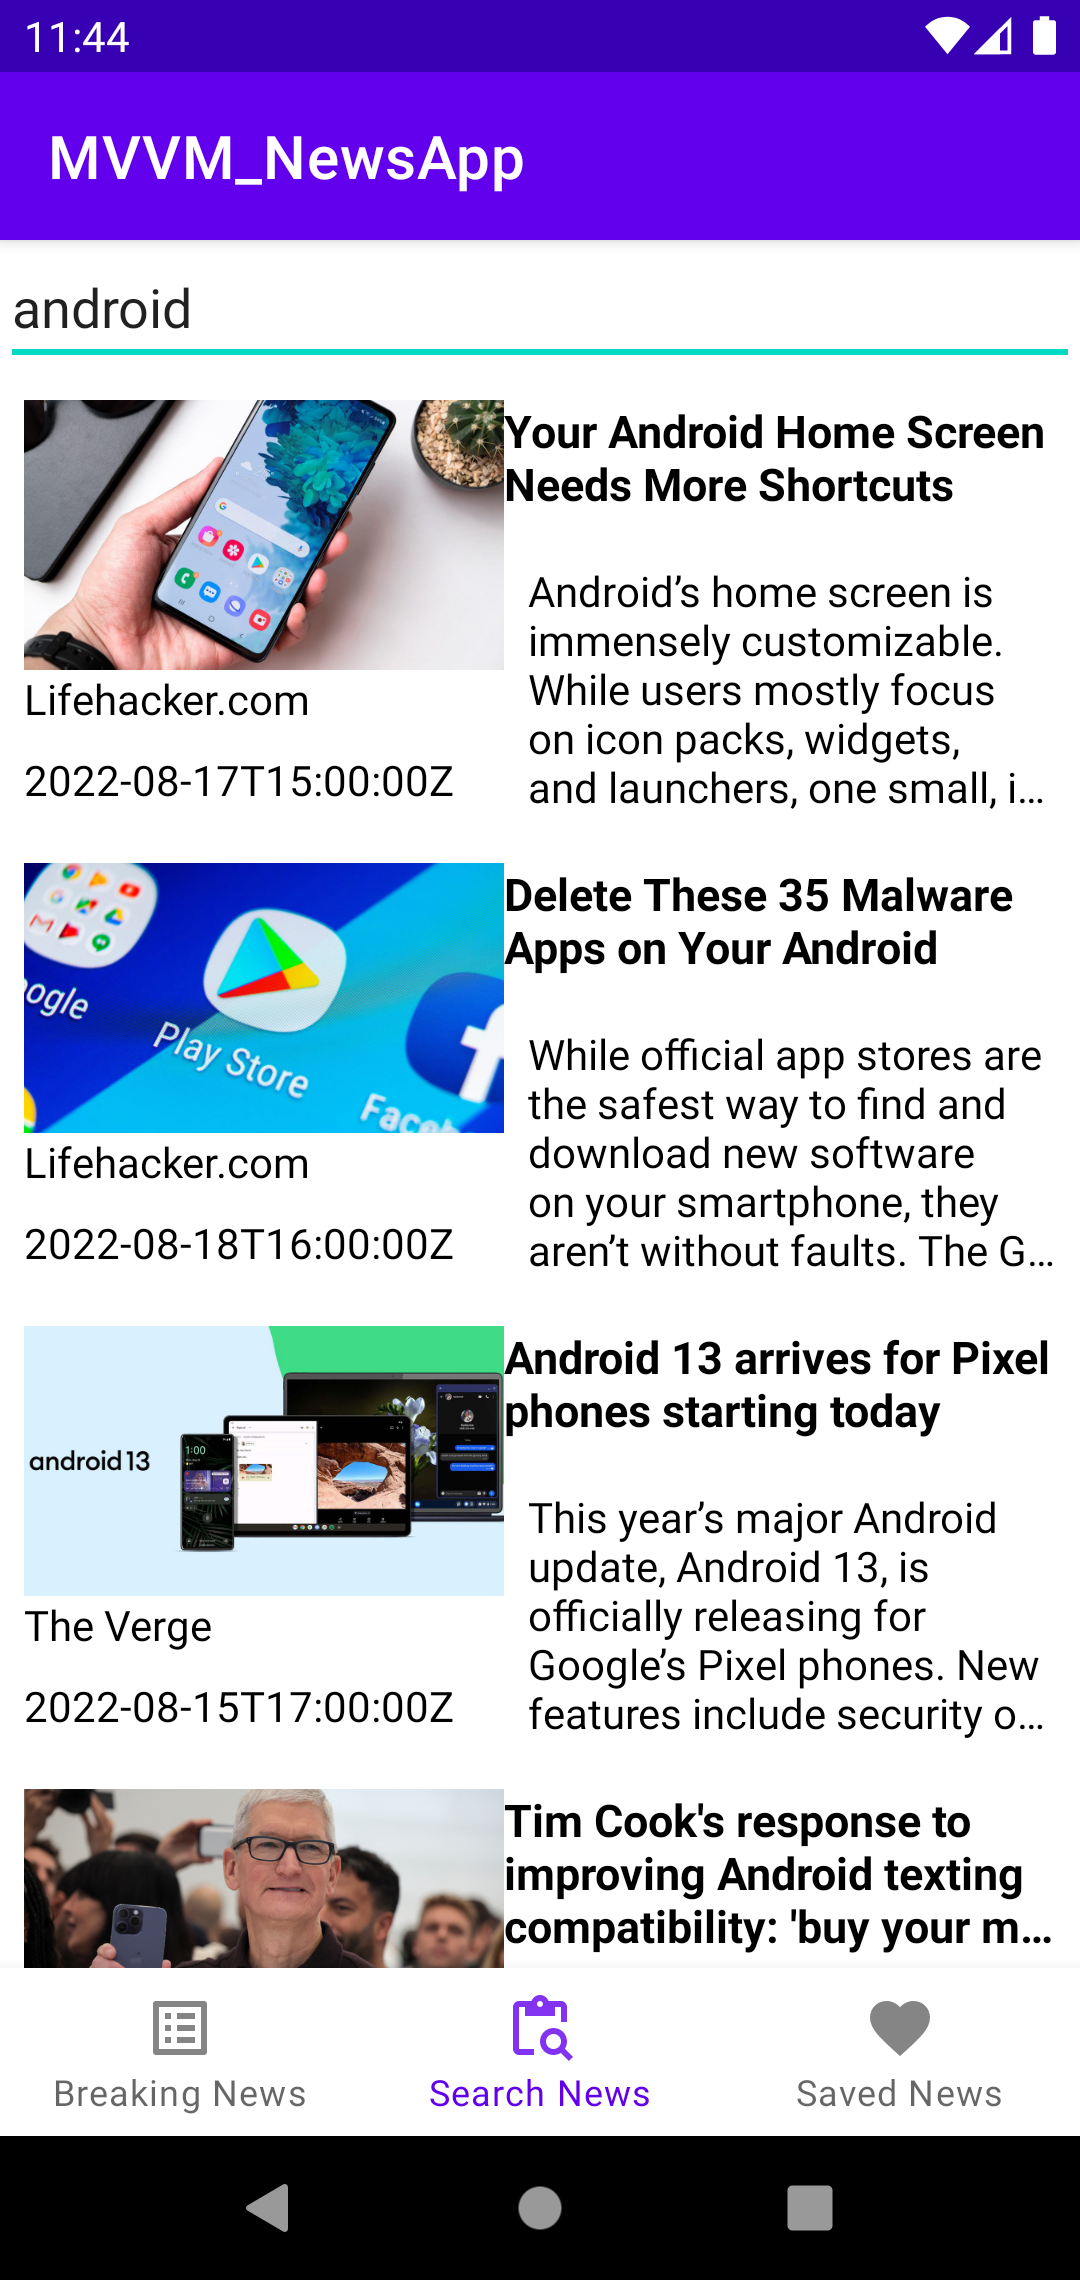 11:44
MVVM_NewsApp
android
Your Android Home Screen
Needs More Shortcuts
Android’s home screen is
immensely customizable.
While users mostly focus
on icon packs, widgets,
and launchers, one small, i…
Lifehacker.com
2022-08-17T15:00:00Z
ogle
Play Store
Faceb
Delete These 35 Malware
Apps on Your Android
While official app stores are
the safest way to find and
download new software
on your smartphone, they
aren’t without faults. The G…
Lifehacker.com
2022-08-18T16:00:00Z
android 13
1:00
Android 13 arrives for Pixel
phones starting today
This year’s major Android
update, Android 13, is
officially releasing for
Google’s Pixel phones. New
features include security o…
The Verge
2022-08-15T17:00:00Z
Tim Cook's response to
improving Android texting
compatibility: 'buy your m…
Breaking News
Search News
Saved News